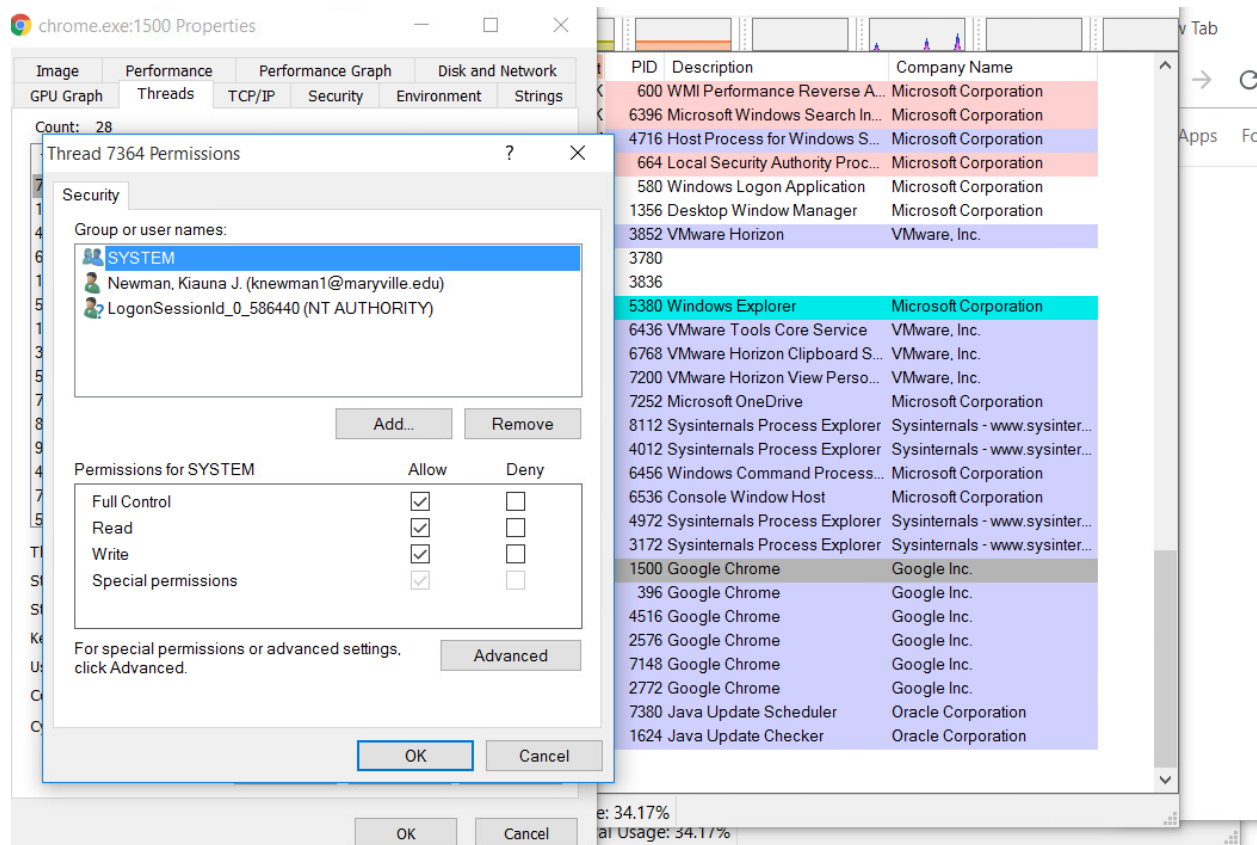 chrome.exe:1500 Properties
Image Performance Performance Graph Disk and Network
GPU Graph Threads TCP/IP Security Environment Strings
Count: 28
Thread 7364 Permissions ?
Security
Group or user names:
SYSTEM
Newman, Kiauna J. (knewman1@maryville.edu)
LogonSessionId_0_586440 (NT AUTHORITY)
Add... Remove
Permissions for SYSTEM Allow Deny
Full Control
Read
Write
Special permissions
For special permissions or advanced settings,
click Advanced.
Advanced
OK Cancel
OK Cancel
PID Description Company Name
600 WMI Performance Reverse A... Microsoft Corporation
6396 Microsoft Windows Search In... Microsoft Corporation
4716 Host Process for Windows S... Microsoft Corporation
664 Local Security Authority Proc... Microsoft Corporation
580 Windows Logon Application Microsoft Corporation
1356 Desktop Window Manager Microsoft Corporation
3852 VMware Horizon VMware, Inc.
3780
3836
5380 Windows Explorer Microsoft Corporation
6436 VMware Tools Core Service VMware, Inc.
6768 VMware Horizon Clipboard S... VMware, Inc.
7200 VMware Horizon View Perso... VMware, Inc.
7252 Microsoft OneDrive Microsoft Corporation
8112 Sysinternals Process Explorer Sysinternals - www.sysinter...
4012 Sysinternals Process Explorer Sysinternals - www.sysinter...
6456 Windows Command Process... Microsoft Corporation
6536 Console Window Host Microsoft Corporation
4972 Sysinternals Process Explorer Sysinternals - www.sysinter...
3172 Sysinternals Process Explorer Sysinternals - www.sysinter...
1500 Google Chrome Google Inc.
396 Google Chrome Google Inc.
4516 Google Chrome Google Inc.
2576 Google Chrome Google Inc.
7148 Google Chrome Google Inc.
2772 Google Chrome Google Inc.
7380 Java Update Scheduler Oracle Corporation
1624 Java Update Checker Oracle Corporation
e: 34.17%
al Usage: 34.17%
w Tab
Apps Fo